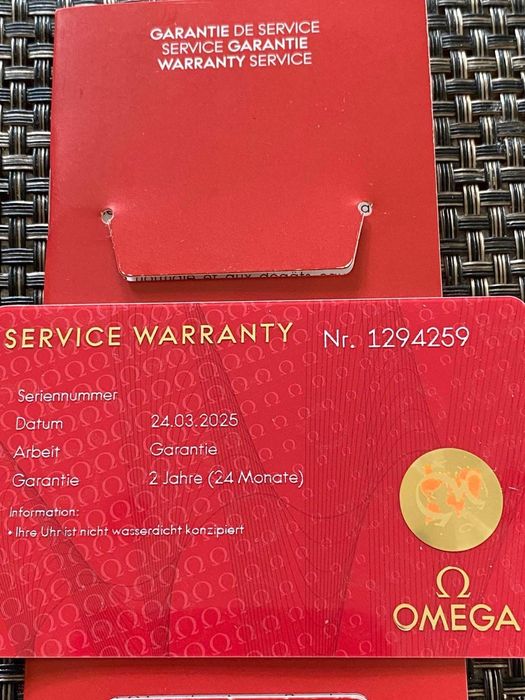 GARANTIE DE SERVICE
SERVICE GARANTIE
WARRANTY SERVICE
SERVICE WARRANTY Nr. 1294259
Seriennummer
Datum 24.03.2025
Arbeit Garantie
Garantie 2 Jahre (24 Monate)
Information:
* Ihre Uhr ist nicht wasserdicht konzipiert
Ω
OMEGA